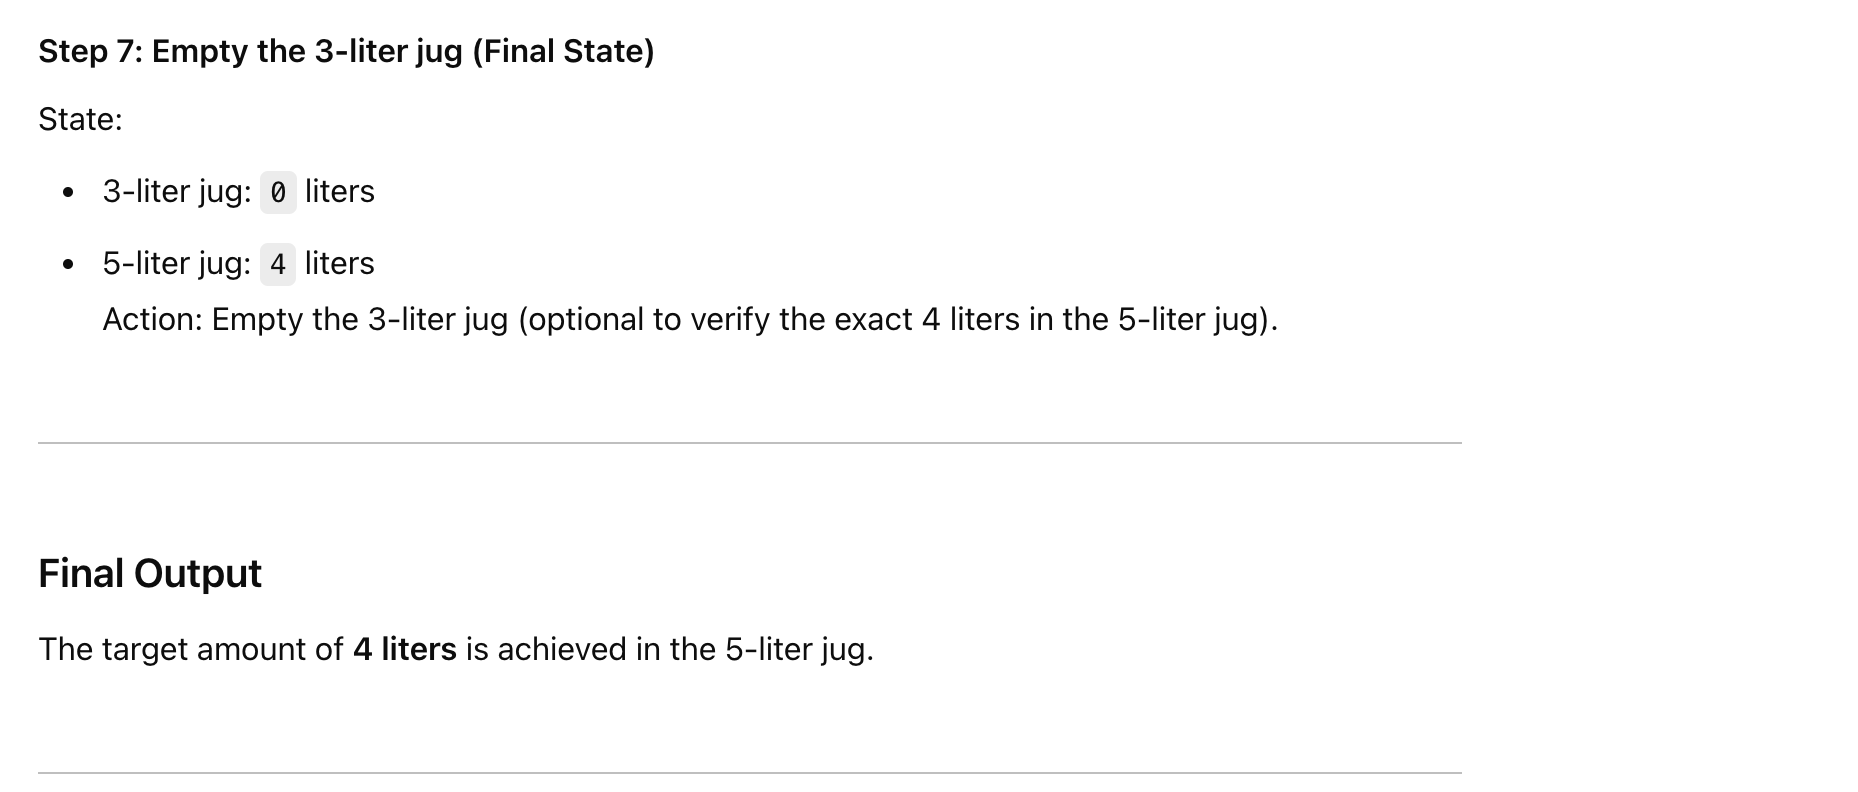 Step 7: Empty the 3-liter jug (Final State)
State:
• 3-liter jug: 0 liters
• 5-liter jug: 4 liters
Action: Empty the 3-liter jug (optional to verify the exact 4 liters in the 5-liter jug).
Final Output
The target amount of 4 liters is achieved in the 5-liter jug.